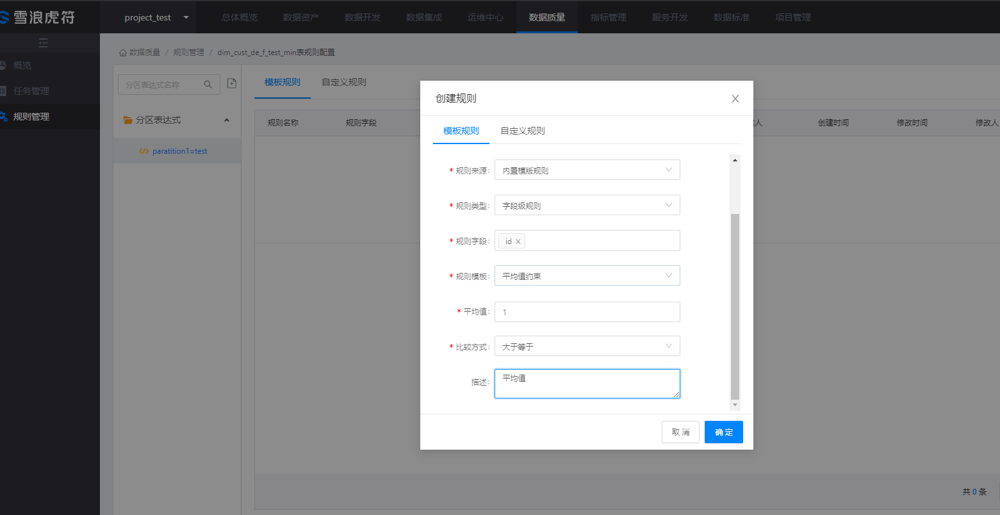 雪浪虎符
project_test
总体概览
数据资产
数据开发
数据集成
运维中心
数据质量
指标管理
服务开发
数据标准
项目管理
概览
任务管理
规则管理
数据质量 / 规则管理 / dim_cust_de_f_test_min表规则配置
分区表达式名称
分区表达式
paratition1=test
模板规则
自定义规则
规则名称
规则字段
人
创建时间
修改时间
修改人
创建规则
模板规则
自定义规则
* 规则来源: 内置模版规则
* 规则类型: 字段级规则
* 规则字段: id
* 规则模板: 平均值约束
* 平均值: 1
* 比较方式: 大于等于
描述: 平均值
取 消
确 定
共 0 条